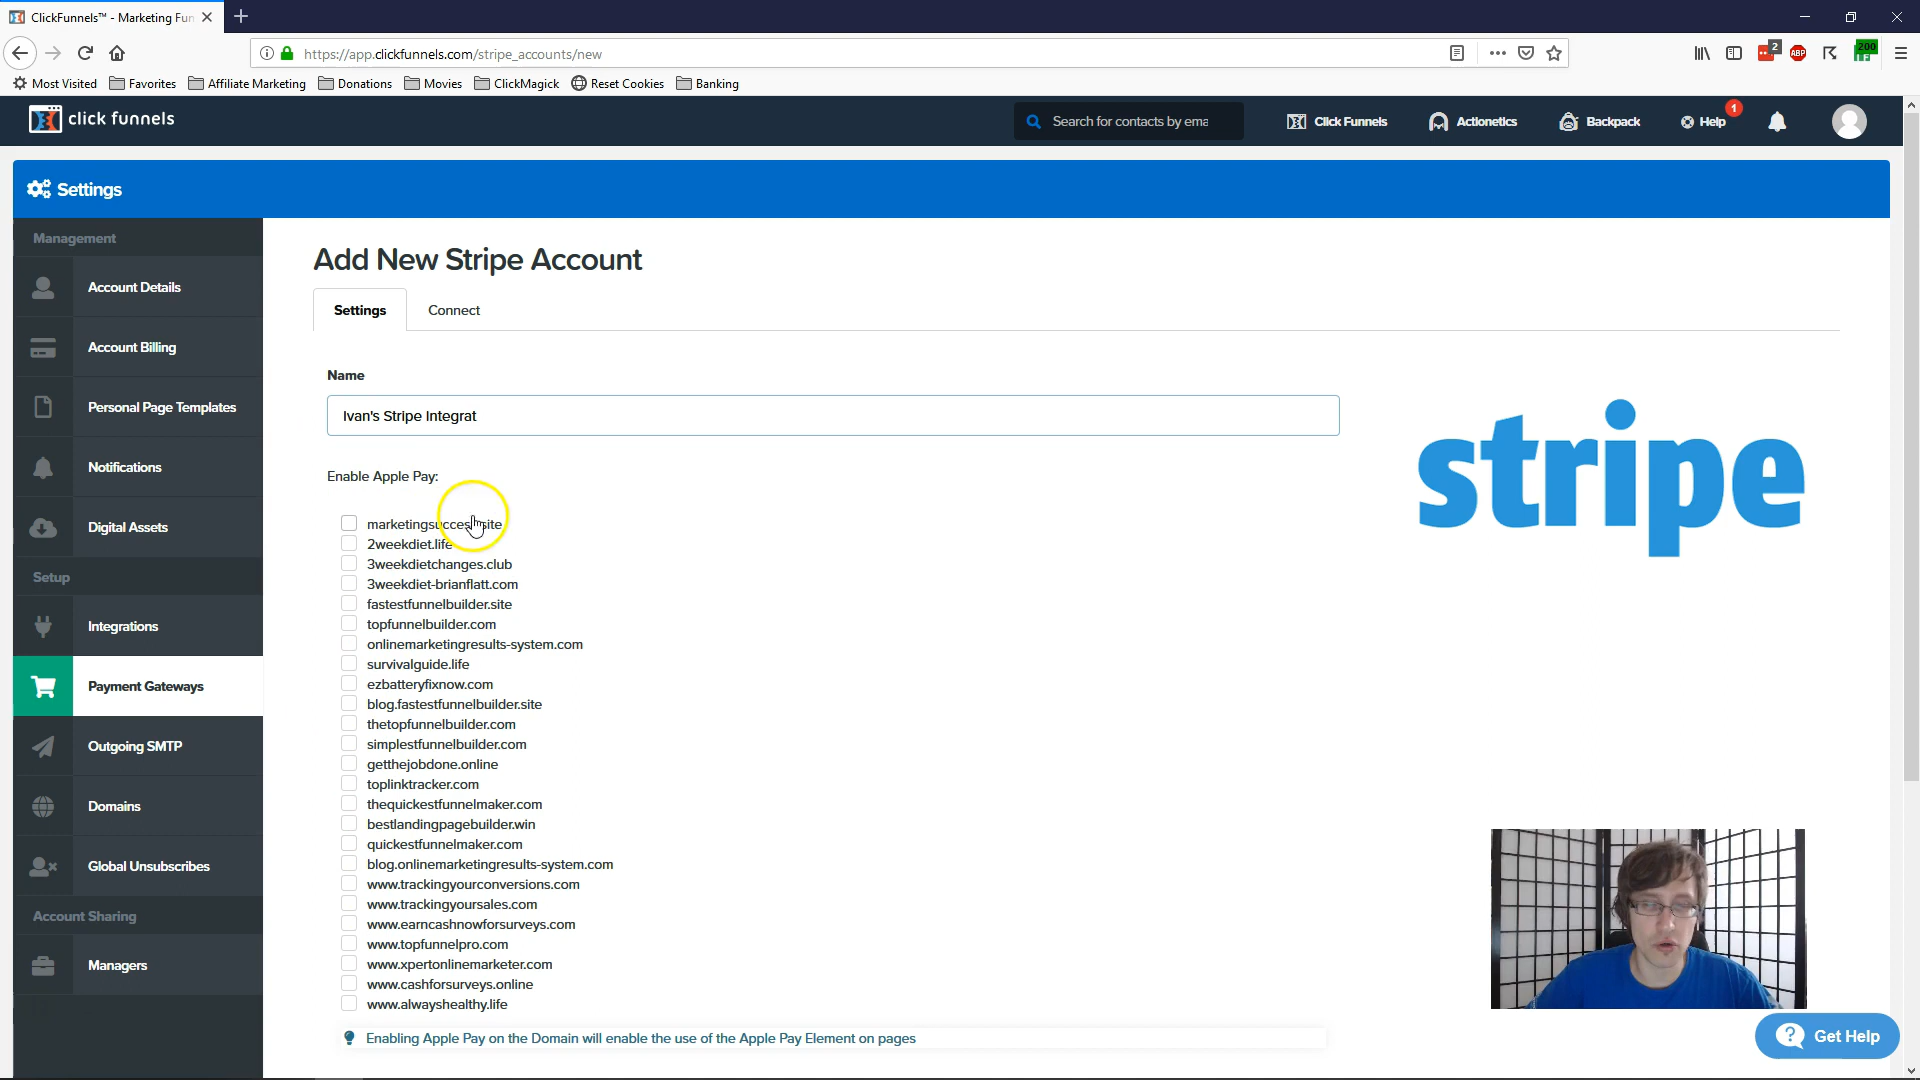 ClickFunnels™ - Marketing Fun
https://app.clickfunnels.com/stripe_accounts/new
2
ABP
200
Most Visited Favorites Affiliate Marketing Donations Movies ClickMagick Reset Cookies Banking
click funnels
Search for contacts by ema
Click Funnels
Actionetics
Backpack
Help
1
Settings
Management
Account Details
Account Billing
Personal Page Templates
Notifications
Digital Assets
Setup
Integrations
Payment Gateways
Outgoing SMTP
Domains
Global Unsubscribes
Account Sharing
Managers
Add New Stripe Account
Settings Connect
Name
Ivan's Stripe Integrat
Enable Apple Pay:
marketingsuccess.site
2weekdiet.life
3weekdietchanges.club
3weekdiet-brianflatt.com
fastestfunnelbuilder.site
topfunnelbuilder.com
onlinemarketingresults-system.com
survivalguide.life
ezbatteryfixnow.com
blog.fastestfunnelbuilder.site
thetopfunnelbuilder.com
simplestfunnelbuilder.com
getthejobdone.online
toplinktracker.com
thequickestfunnelmaker.com
bestlandingpagebuilder.win
quickestfunnelmaker.com
blog.onlinemarketingresults-system.com
www.trackingyourconversions.com
www.trackingyoursales.com
www.earncashnowforsurveys.com
www.topfunnelpro.com
www.xpertonlinemarketer.com
www.cashforsurveys.online
www.alwayshealthy.life
Enabling Apple Pay on the Domain will enable the use of the Apple Pay Element on pages
stripe
Get Help